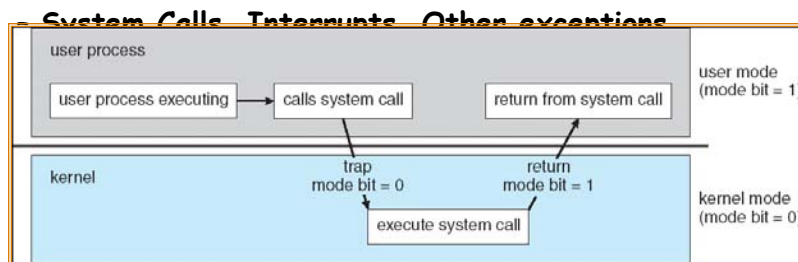 – System Calls, Interrupts, Other exceptions
user process
user process executing
calls system call
return from system call
user mode
(mode bit = 1)
trap
mode bit = 0
return
mode bit = 1
kernel
execute system call
kernel mode
(mode bit = 0)